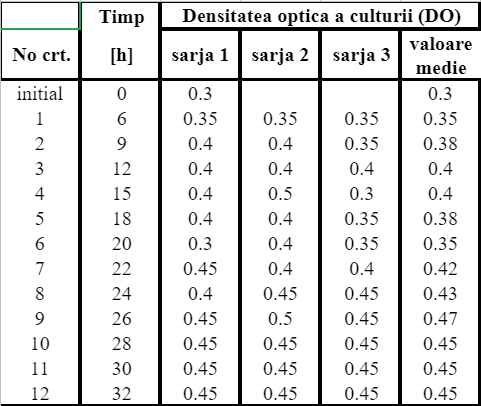 Timp Densitatea optica a culturii (DO)
No crt. [h] sarja 1 sarja 2 sarja 3 valoare medie
initial 0 0.3 0.3
1 6 0.35 0.35 0.35 0.35
2 9 0.4 0.4 0.35 0.38
3 12 0.4 0.4 0.4 0.4
4 15 0.4 0.5 0.3 0.4
5 18 0.4 0.4 0.35 0.38
6 20 0.3 0.4 0.35 0.35
7 22 0.45 0.4 0.4 0.42
8 24 0.4 0.45 0.45 0.43
9 26 0.45 0.5 0.45 0.47
10 28 0.45 0.45 0.45 0.45
11 30 0.45 0.45 0.45 0.45
12 32 0.45 0.45 0.45 0.45